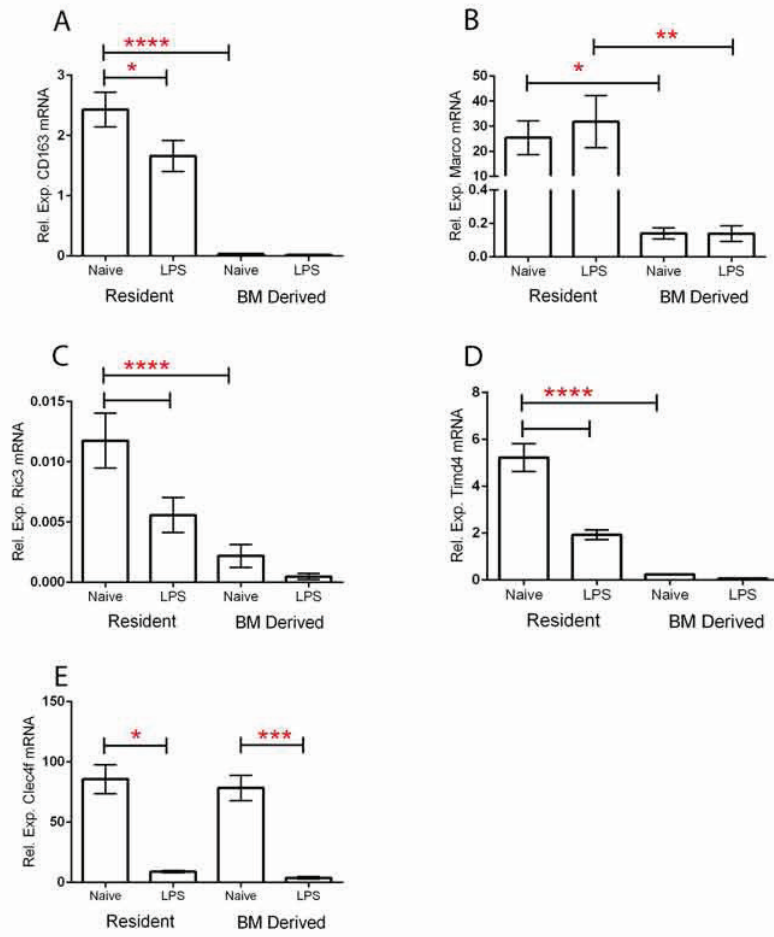 A
****
*
Rel. Exp. CD163 mRNA
3
2
1
0
Naive LPS Naive LPS
Resident BM Derived
B
**
*
Rel. Exp. Marco mRNA
50
40
30
20
10
0.4
0.2
0.0
Naive LPS Naive LPS
Resident BM Derived
C
****
Rel. Exp. Ric3 mRNA
0.015
0.010
0.005
0.000
Naive LPS Naive LPS
Resident BM Derived
D
****
Rel. Exp. Timd4 mRNA
8
6
4
2
0
Naive LPS Naive LPS
Resident BM Derived
E
* ***
Rel. Exp. Clec4f mRNA
150
100
50
0
Naive LPS Naive LPS
Resident BM Derived